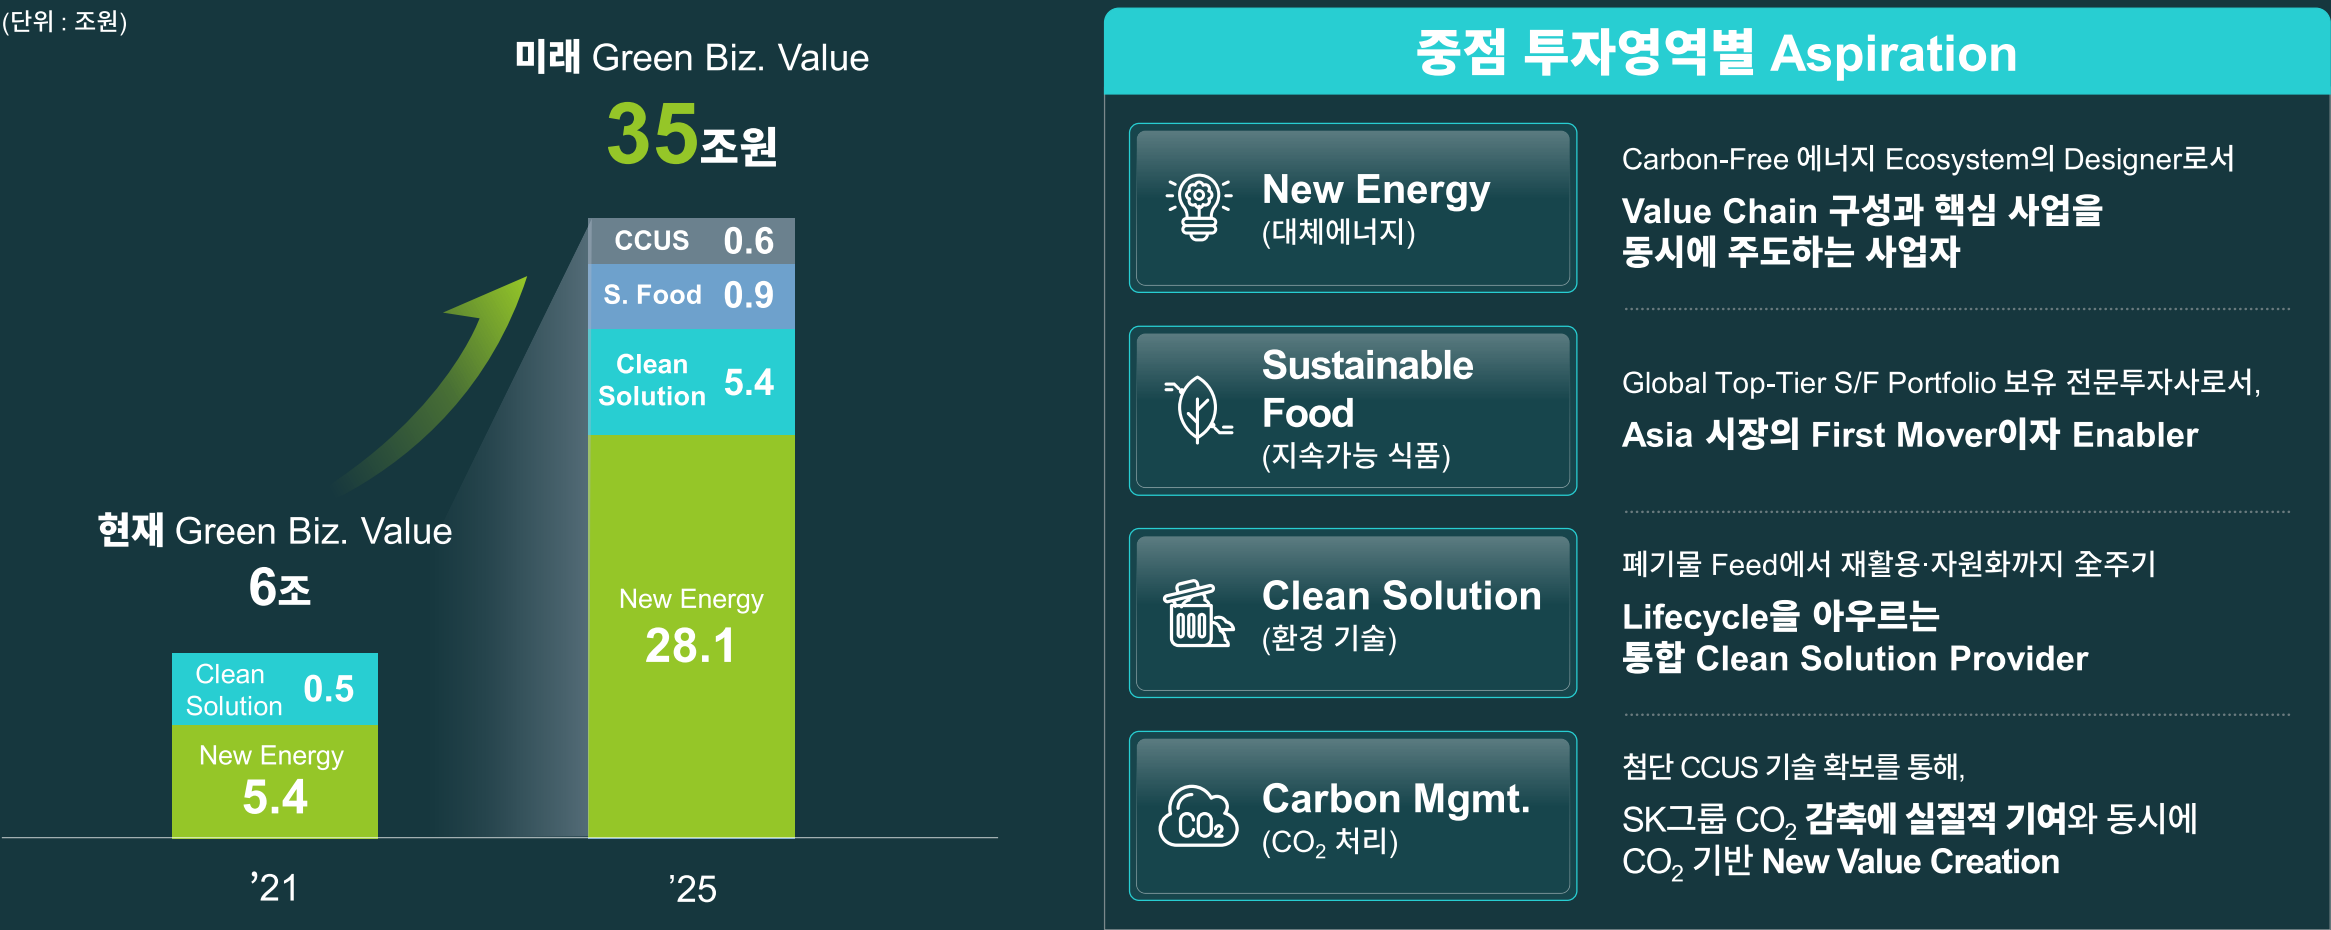 (단위 : 조원)
미래 Green Biz. Value
35조원
CCUS 0.6
S. Food 0.9
Clean
Solution 5.4
New Energy
28.1
현재 Green Biz. Value
6조
Clean
Solution 0.5
New Energy
5.4
’21
’25
중점 투자영역별 Aspiration
New Energy
(대체에너지)
Carbon-Free 에너지 Ecosystem의 Designer로서
Value Chain 구성과 핵심 사업을
동시에 주도하는 사업자
Sustainable
Food
(지속가능 식품)
Global Top-Tier S/F Portfolio 보유 전문투자사로서,
Asia 시장의 First Mover이자 Enabler
Clean Solution
(환경 기술)
폐기물 Feed에서 재활용·자원화까지 全주기
Lifecycle을 아우르는
통합 Clean Solution Provider
CO₂
Carbon Mgmt.
(CO₂ 처리)
첨단 CCUS 기술 확보를 통해,
SK그룹 CO₂ 감축에 실질적 기여와 동시에
CO₂ 기반 New Value Creation